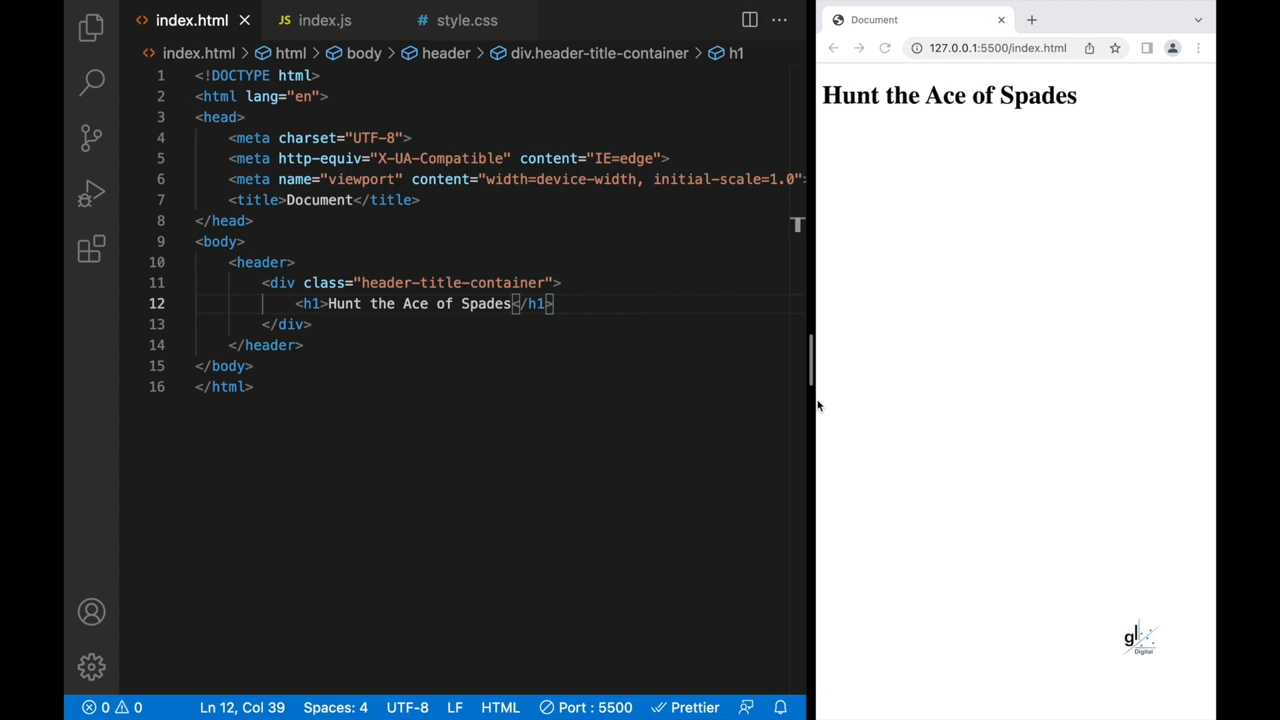 index.html
JS index.js
# style.css
index.html > html > body > header > div.header-title-container > h1
1 <!DOCTYPE html>
2 <html lang="en">
3 <head>
4 <meta charset="UTF-8">
5 <meta http-equiv="X-UA-Compatible" content="IE=edge">
6 <meta name="viewport" content="width=device-width, initial-scale=1.0">
7 <title>Document</title>
8 </head>
9 <body>
10 <header>
11 <div class="header-title-container">
12 <h1>Hunt the Ace of Spades</h1>
13 </div>
14 </header>
15 </body>
16 </html>
T
0 0 Ln 12, Col 39 Spaces: 4 UTF-8 LF HTML Port : 5500 Prettier
Document
127.0.0.1:5500/index.html
Hunt the Ace of Spades
gl
Digital